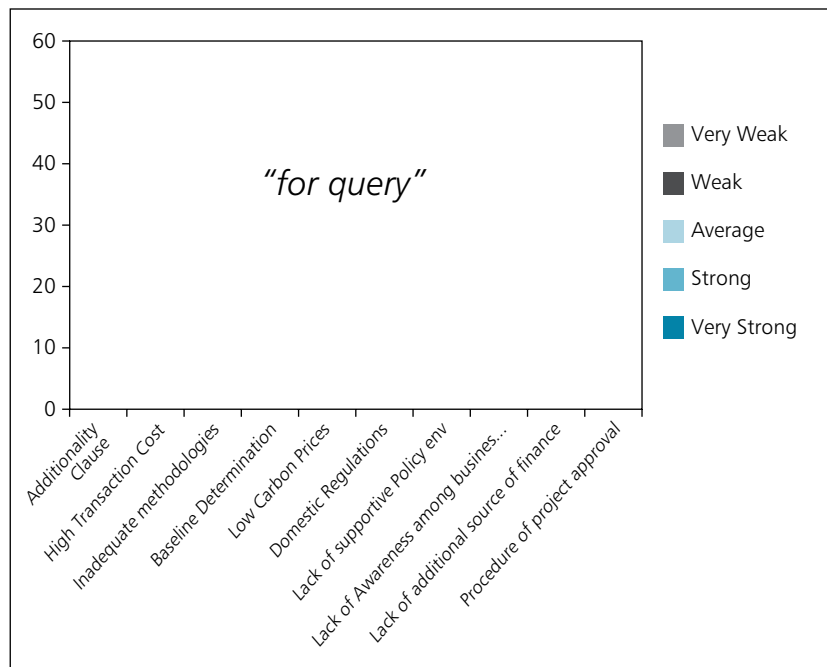 60
50
40
30
20
10
0
“for query”
Very Weak
Weak
Average
Strong
Very Strong
Additionality
Clause
High Transaction Cost
Inadequate methodologies
Baseline Determination
Low Carbon Prices
Domestic Regulations
Lack of supportive Policy env
Lack of Awareness among busines...
Lack of additional source of finance
Procedure of project approval